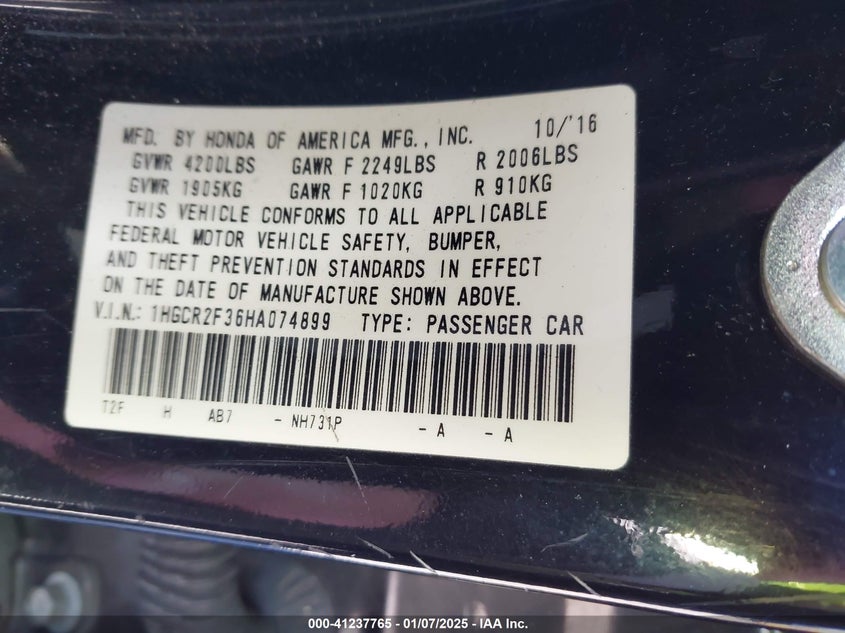 MFD. BY HONDA OF AMERICA MFG., INC. 10/'16
GVWR 4200LBS GAWR F 2249LBS R 2006LBS
GVWR 1905KG GAWR F 1020KG R 910KG
THIS VEHICLE CONFORMS TO ALL APPLICABLE
FEDERAL MOTOR VEHICLE SAFETY, BUMPER,
AND THEFT PREVENTION STANDARDS IN EFFECT
ON THE DATE OF MANUFACTURE SHOWN ABOVE.
V.I.N.: 1HGCR2F36HA074899 TYPE: PASSENGER CAR
T2F H AB7 - NH731P - A - A
000-41237765 - 01/07/2025 - IAA Inc.